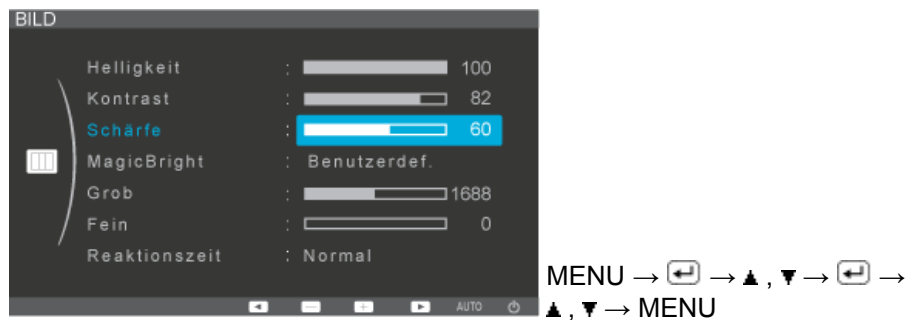 BILD
Helligkeit : 100
Kontrast : 82
Schärfe : 60
MagicBright : Benutzerdef.
Grob : 1688
Fein : 0
Reaktionszeit : Normal
AUTO
MENU → → ▲ , ▼ → →
▲ , ▼ → MENU